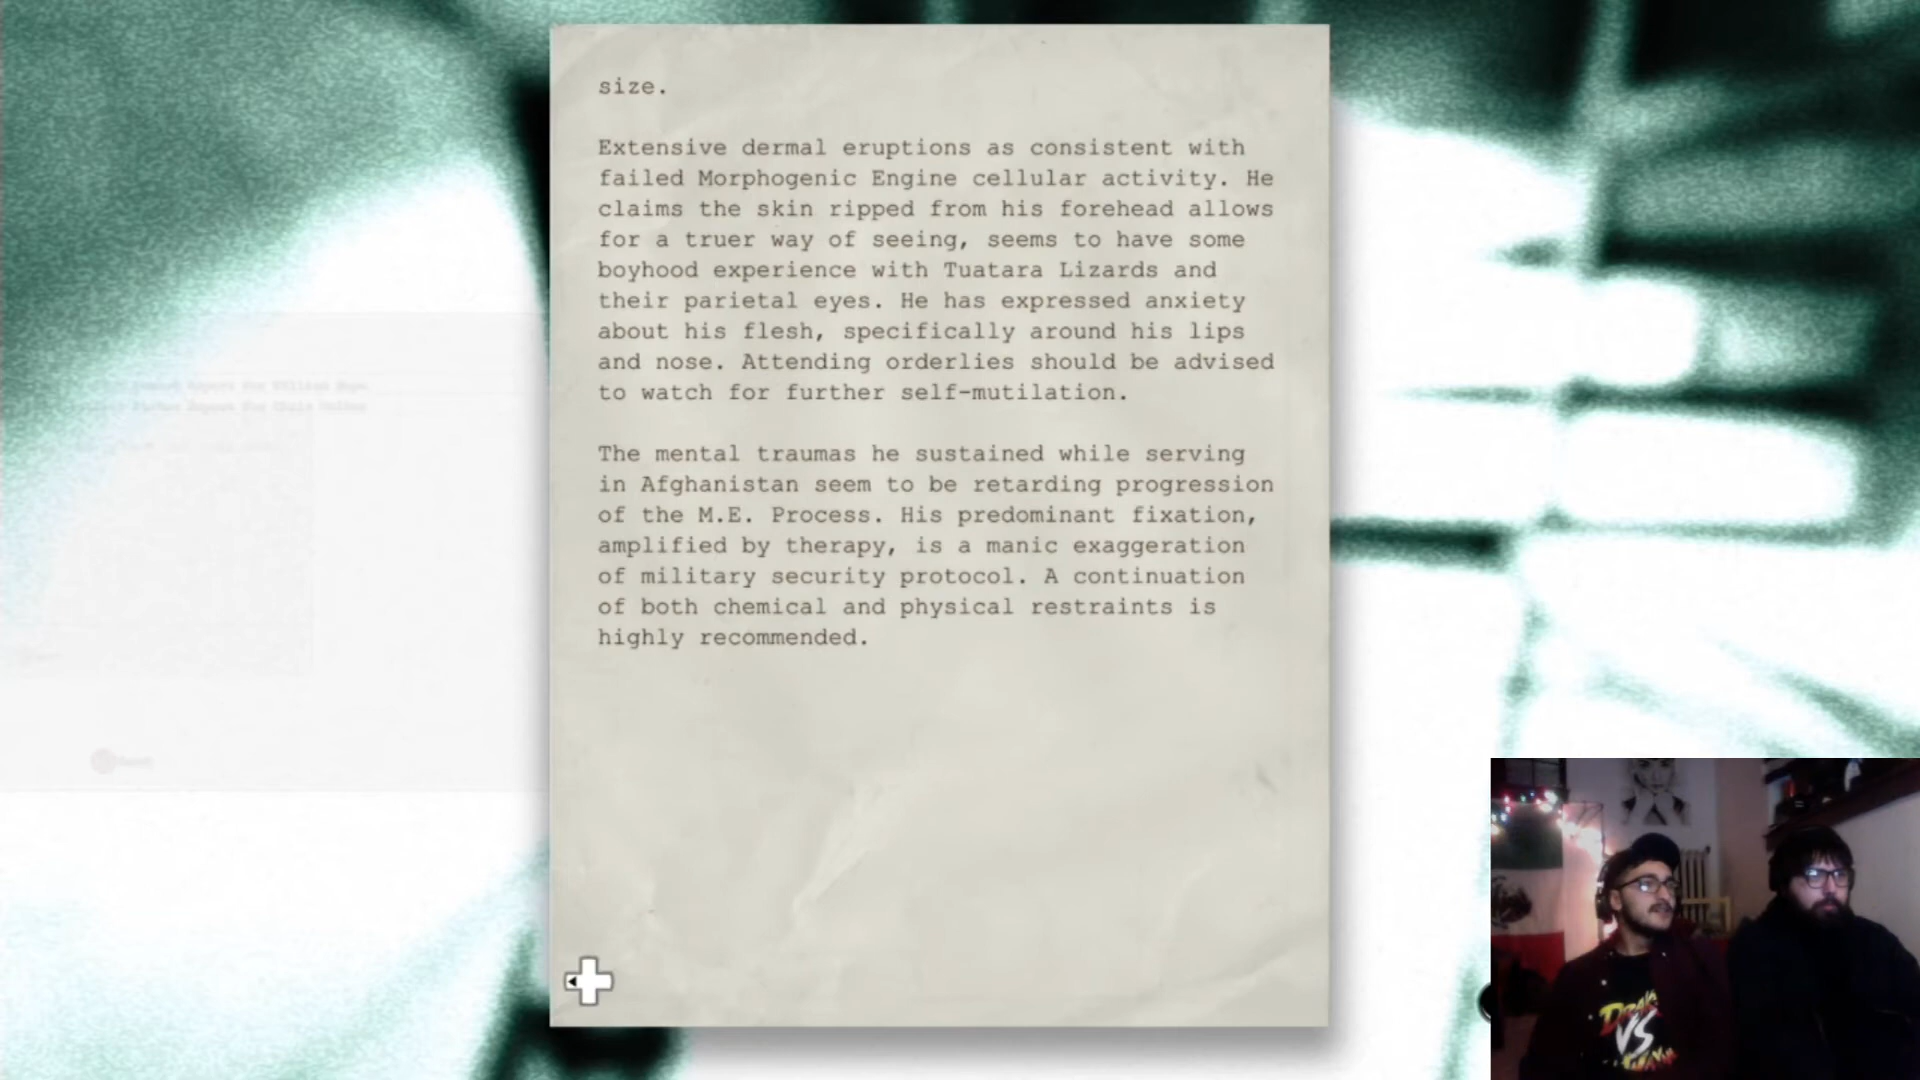 size.
Extensive dermal eruptions as consistent with
failed Morphogenic Engine cellular activity. He
claims the skin ripped from his forehead allows
for a truer way of seeing, seems to have some
boyhood experience with Tuatara Lizards and
their parietal eyes. He has expressed anxiety
about his flesh, specifically around his lips
and nose. Attending orderlies should be advised
to watch for further self-mutilation.
The mental traumas he sustained while serving
in Afghanistan seem to be retarding progression
of the M.E. Process. His predominant fixation,
amplified by therapy, is a manic exaggeration
of military security protocol. A continuation
of both chemical and physical restraints is
highly recommended.
VS